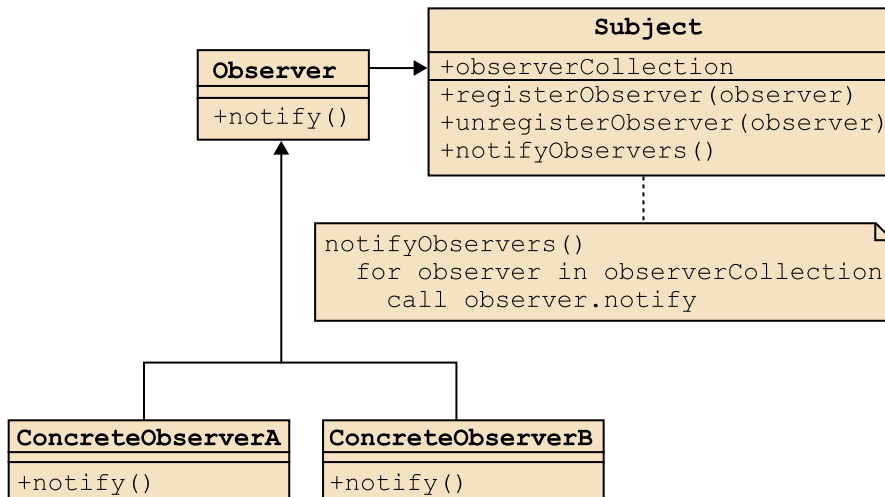 Subject
+observerCollection
+registerObserver(observer)
+unregisterObserver(observer)
+notifyObservers()
Observer
+notify()
notifyObservers()
for observer in observerCollection
call observer.notify
ConcreteObserverA
+notify()
ConcreteObserverB
+notify()